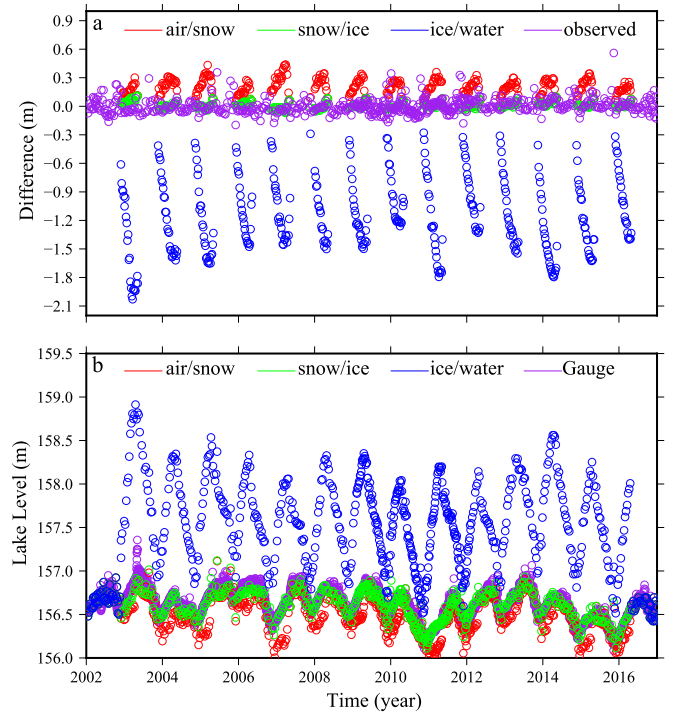 a
air/snow snow/ice ice/water observed
0.9
0.6
0.3
0.0
−0.3
−0.6
−0.9
−1.2
−1.5
−1.8
−2.1
Difference (m)
b
air/snow snow/ice ice/water Gauge
159.5
159.0
158.5
158.0
157.5
157.0
156.5
156.0
Lake Level (m)
2002 2004 2006 2008 2010 2012 2014 2016
Time (year)